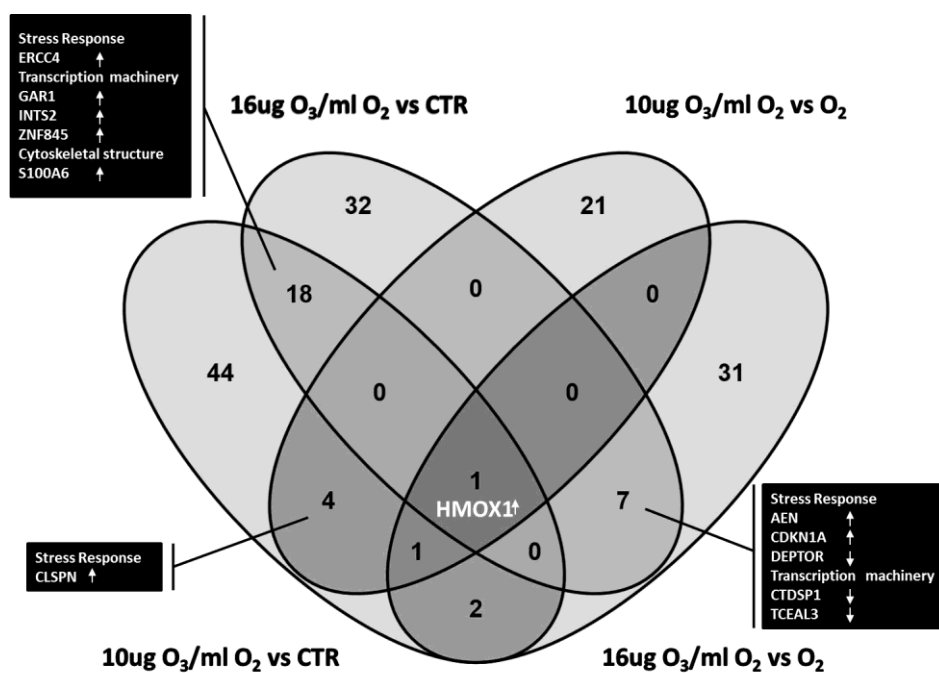 Stress Response
ERCC4 ↑
Transcription machinery
GAR1 ↑
INTS2 ↑
ZNF845 ↑
Cytoskeletal structure
S100A6 ↑
16ug O₃/ml O₂ vs CTR
10ug O₃/ml O₂ vs O₂
32
21
18
0
0
44
0
0
31
4
1
HMOX1↑
7
1
0
2
Stress Response
CLSPN ↑
Stress Response
AEN ↑
CDKN1A ↑
DEPTOR ↓
Transcription machinery
CTDSP1 ↓
TCEAL3 ↓
10ug O₃/ml O₂ vs CTR
16ug O₃/ml O₂ vs O₂